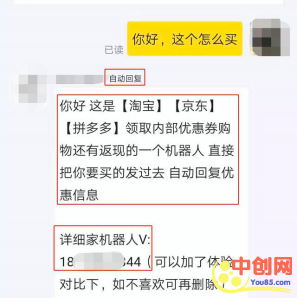 你好，这个怎么买
已读
自动回复
你好 这是【淘宝】【京东】
【拼多多】领取内部优惠券购
物还有返现的一个机器人 直接
把你要买的发过去 自动回复优
惠信息
详细家机器人V:
18 344（可以加了体验
对比下，如不喜欢可再删除
中创网
You85.com